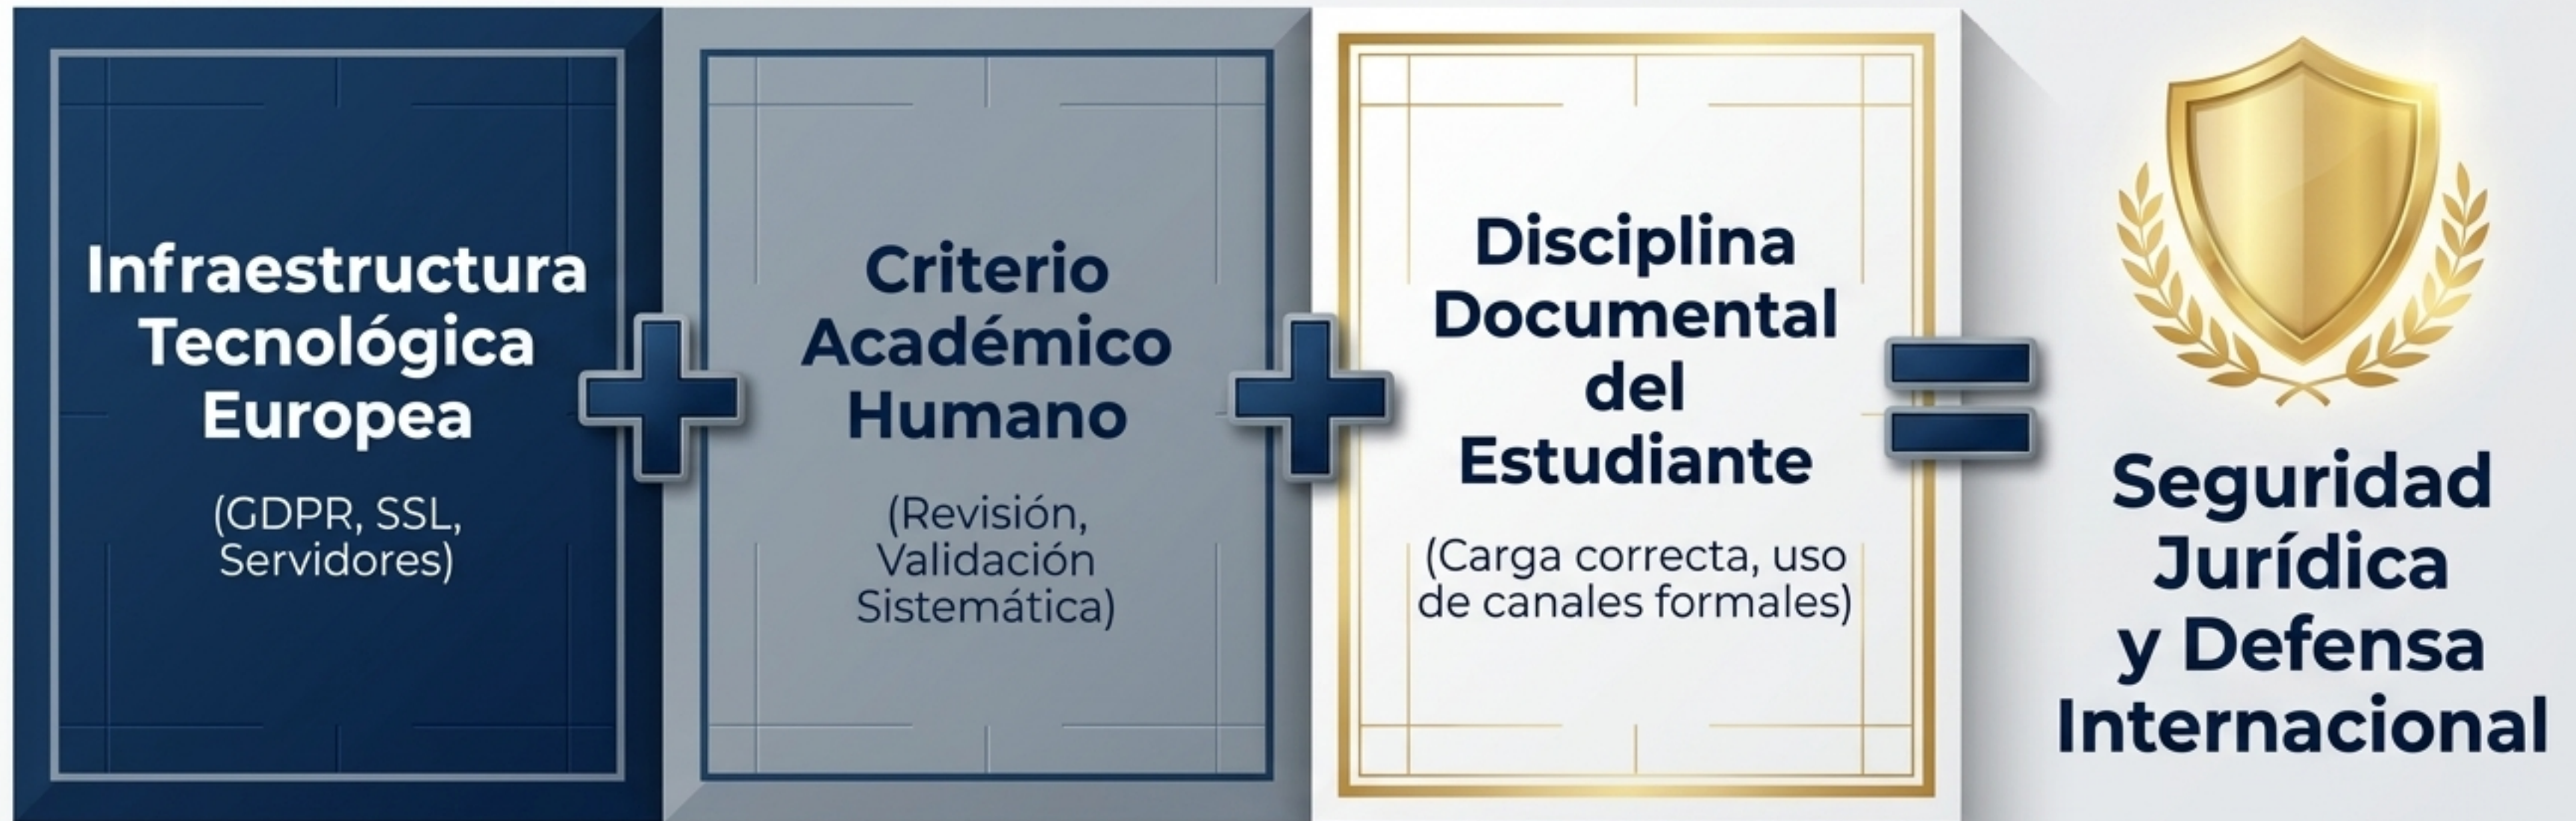 Infraestructura
Tecnológica
Europea
(GDPR, SSL,
Servidores)
Criterio
Académico
Humano
(Revisión,
Validación
Sistemática)
Disciplina
Documental
del
Estudiante
(Carga correcta, uso
de canales formales)
Seguridad
Jurídica
y Defensa
Internacional